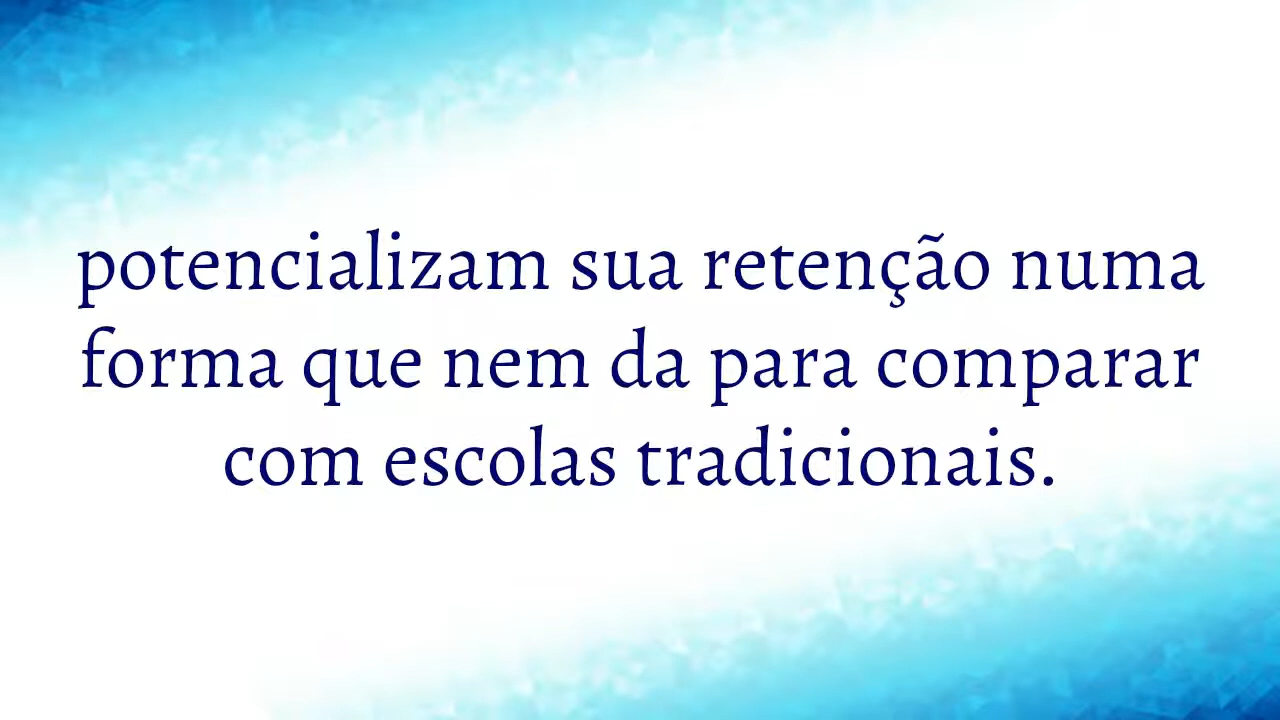 potencializam sua retenção numa
forma que nem da para comparar
com escolas tradicionais.